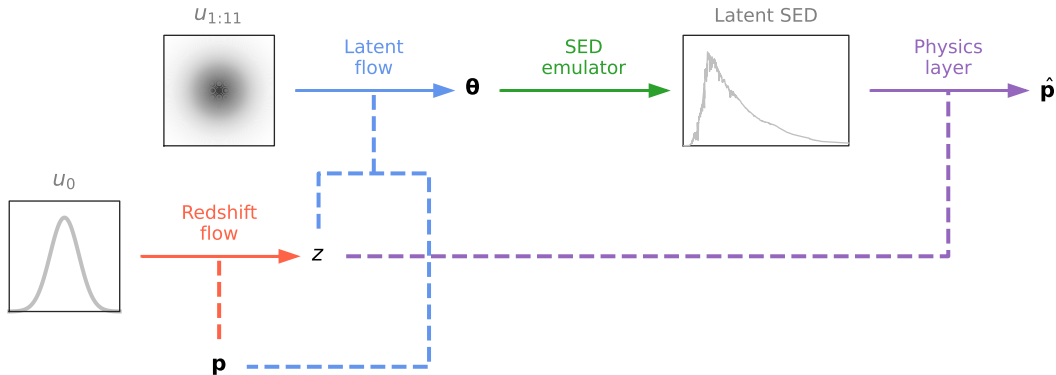 u₁:₁₁
Latent
flow
θ
SED
emulator
Latent SED
Physics
layer
p̂
u₀
Redshift
flow
z
p